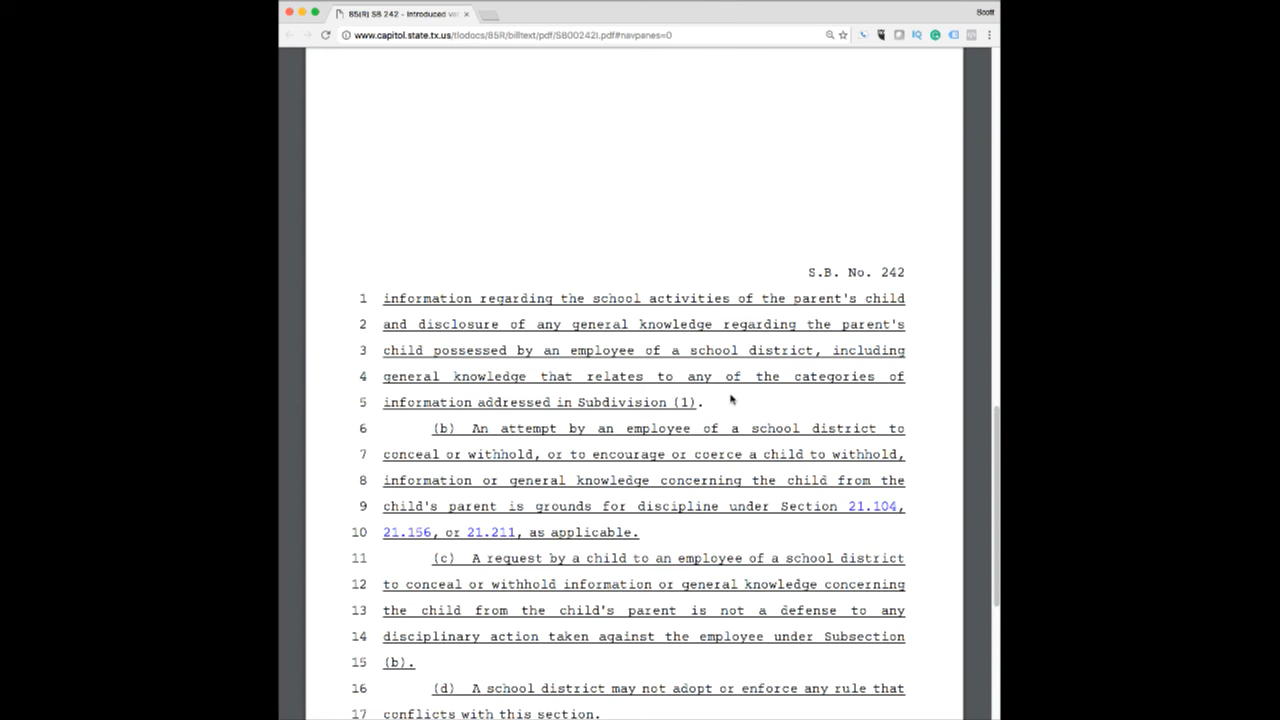 85(R) SB 242 - Introduced ver
Scott
www.capitol.state.tx.us/tlodocs/85R/billtext/pdf/SB00242I.pdf#navpanes=0
S.B. No. 242
1 information regarding the school activities of the parent's child
2 and disclosure of any general knowledge regarding the parent's
3 child possessed by an employee of a school district, including
4 general knowledge that relates to any of the categories of
5 information addressed in Subdivision (1).
6 (b) An attempt by an employee of a school district to
7 conceal or withhold, or to encourage or coerce a child to withhold,
8 information or general knowledge concerning the child from the
9 child's parent is grounds for discipline under Section 21.104,
10 21.156, or 21.211, as applicable.
11 (c) A request by a child to an employee of a school district
12 to conceal or withhold information or general knowledge concerning
13 the child from the child's parent is not a defense to any
14 disciplinary action taken against the employee under Subsection
15 (b).
16 (d) A school district may not adopt or enforce any rule that
17 conflicts with this section.